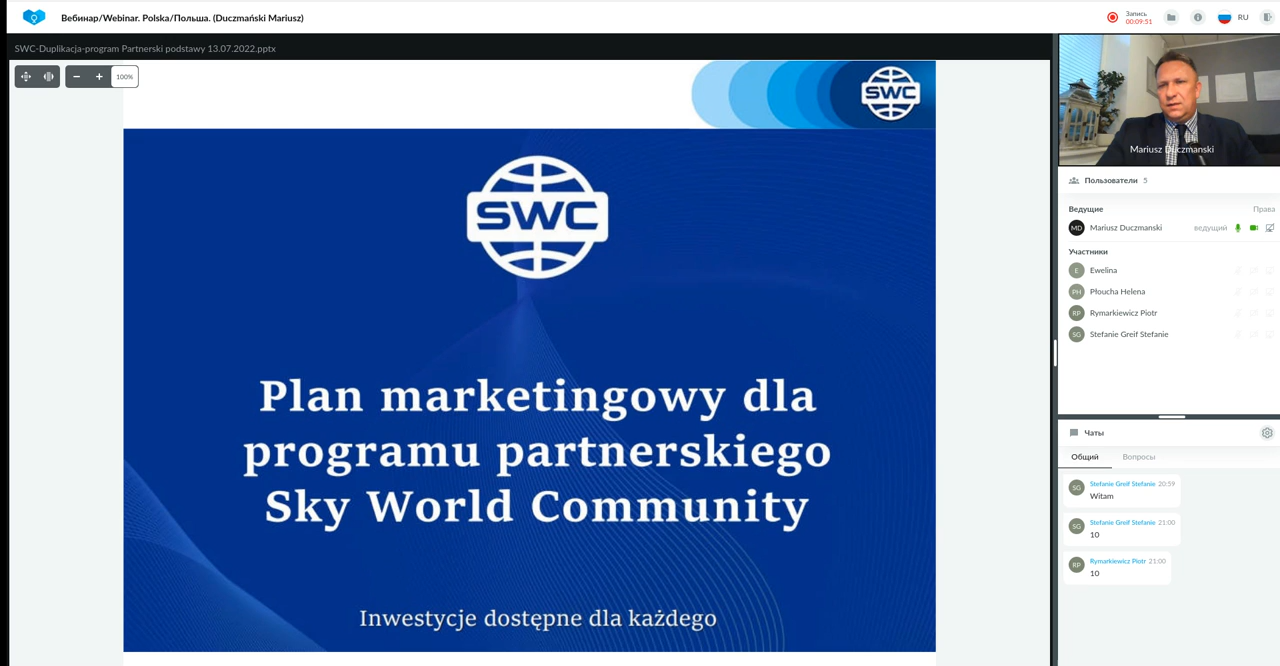 Вебинар/Webinar. Polska/Польша. (Duczmański Mariusz)
Запись
00:09:51
RU
SWC-Duplikacja-program Partnerski podstawy 13.07.2022.pptx
100%
SWC
SWC
Plan marketingowy dla
programu partnerskiego
Sky World Community
Inwestycje dostępne dla każdego
Mariusz Duczmanski
Пользователи 5
Ведущие Права
MD Mariusz Duczmanski ведущий
Участники
E Ewelina
PH Płoucha Helena
RP Rymarkiewicz Piotr
SG Stefanie Greif Stefanie
Чаты
Общий Вопросы
SG Stefanie Greif Stefanie 20:59
Witam
SG Stefanie Greif Stefanie 21:00
10
RP Rymarkiewicz Piotr 21:00
10